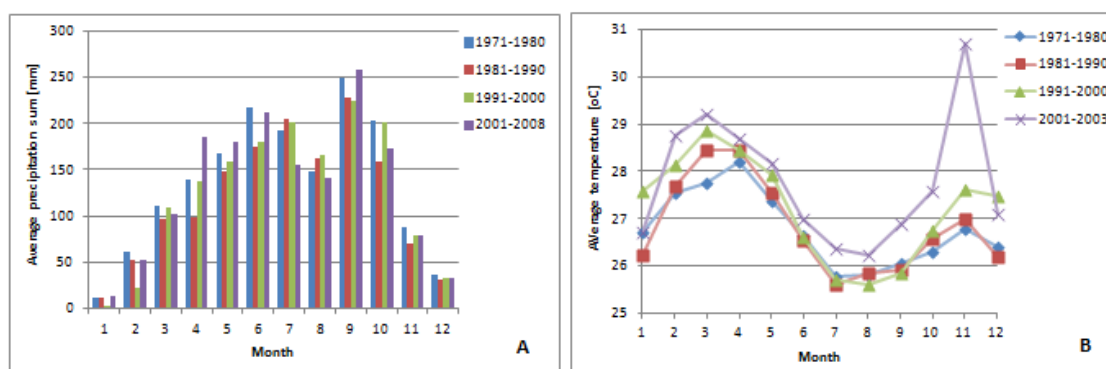 300
250
200
150
100
50
0
Average precipitation sum [mm]
1 2 3 4 5 6 7 8 9 10 11 12
Month
1971-1980
1981-1990
1991-2000
2001-2008
A
31
30
29
28
27
26
25
AVerage temperature [oC]
1 2 3 4 5 6 7 8 9 10 11 12
Month
1971-1980
1981-1990
1991-2000
2001-2003
B